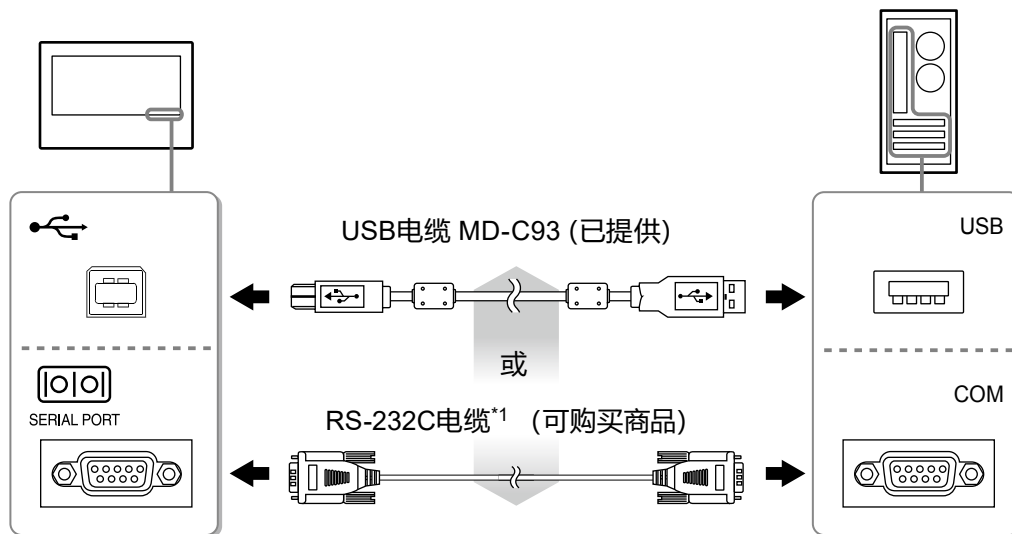 USB电缆 MD-C93 (已提供)
USB
或
|O|O|
SERIAL PORT
RS-232C电缆*1 (可购买商品)
COM